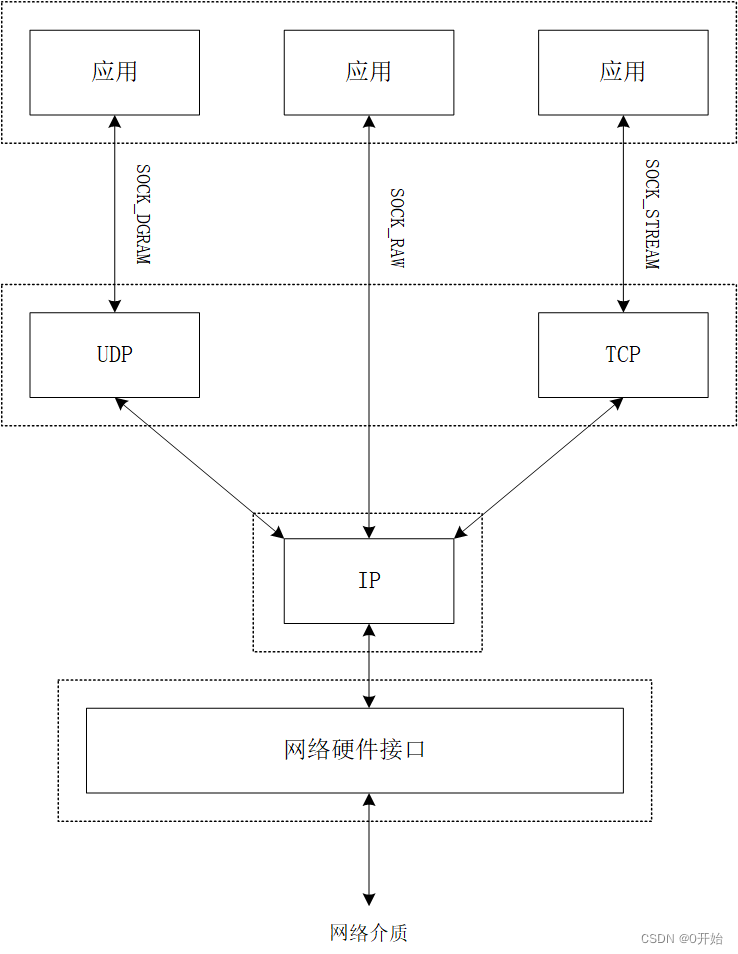 应用
应用
应用
SOCK_DGRAM
SOCK_RAW
SOCK_STREAM
UDP
TCP
IP
网络硬件接口
网络介质
CSDN @0开始